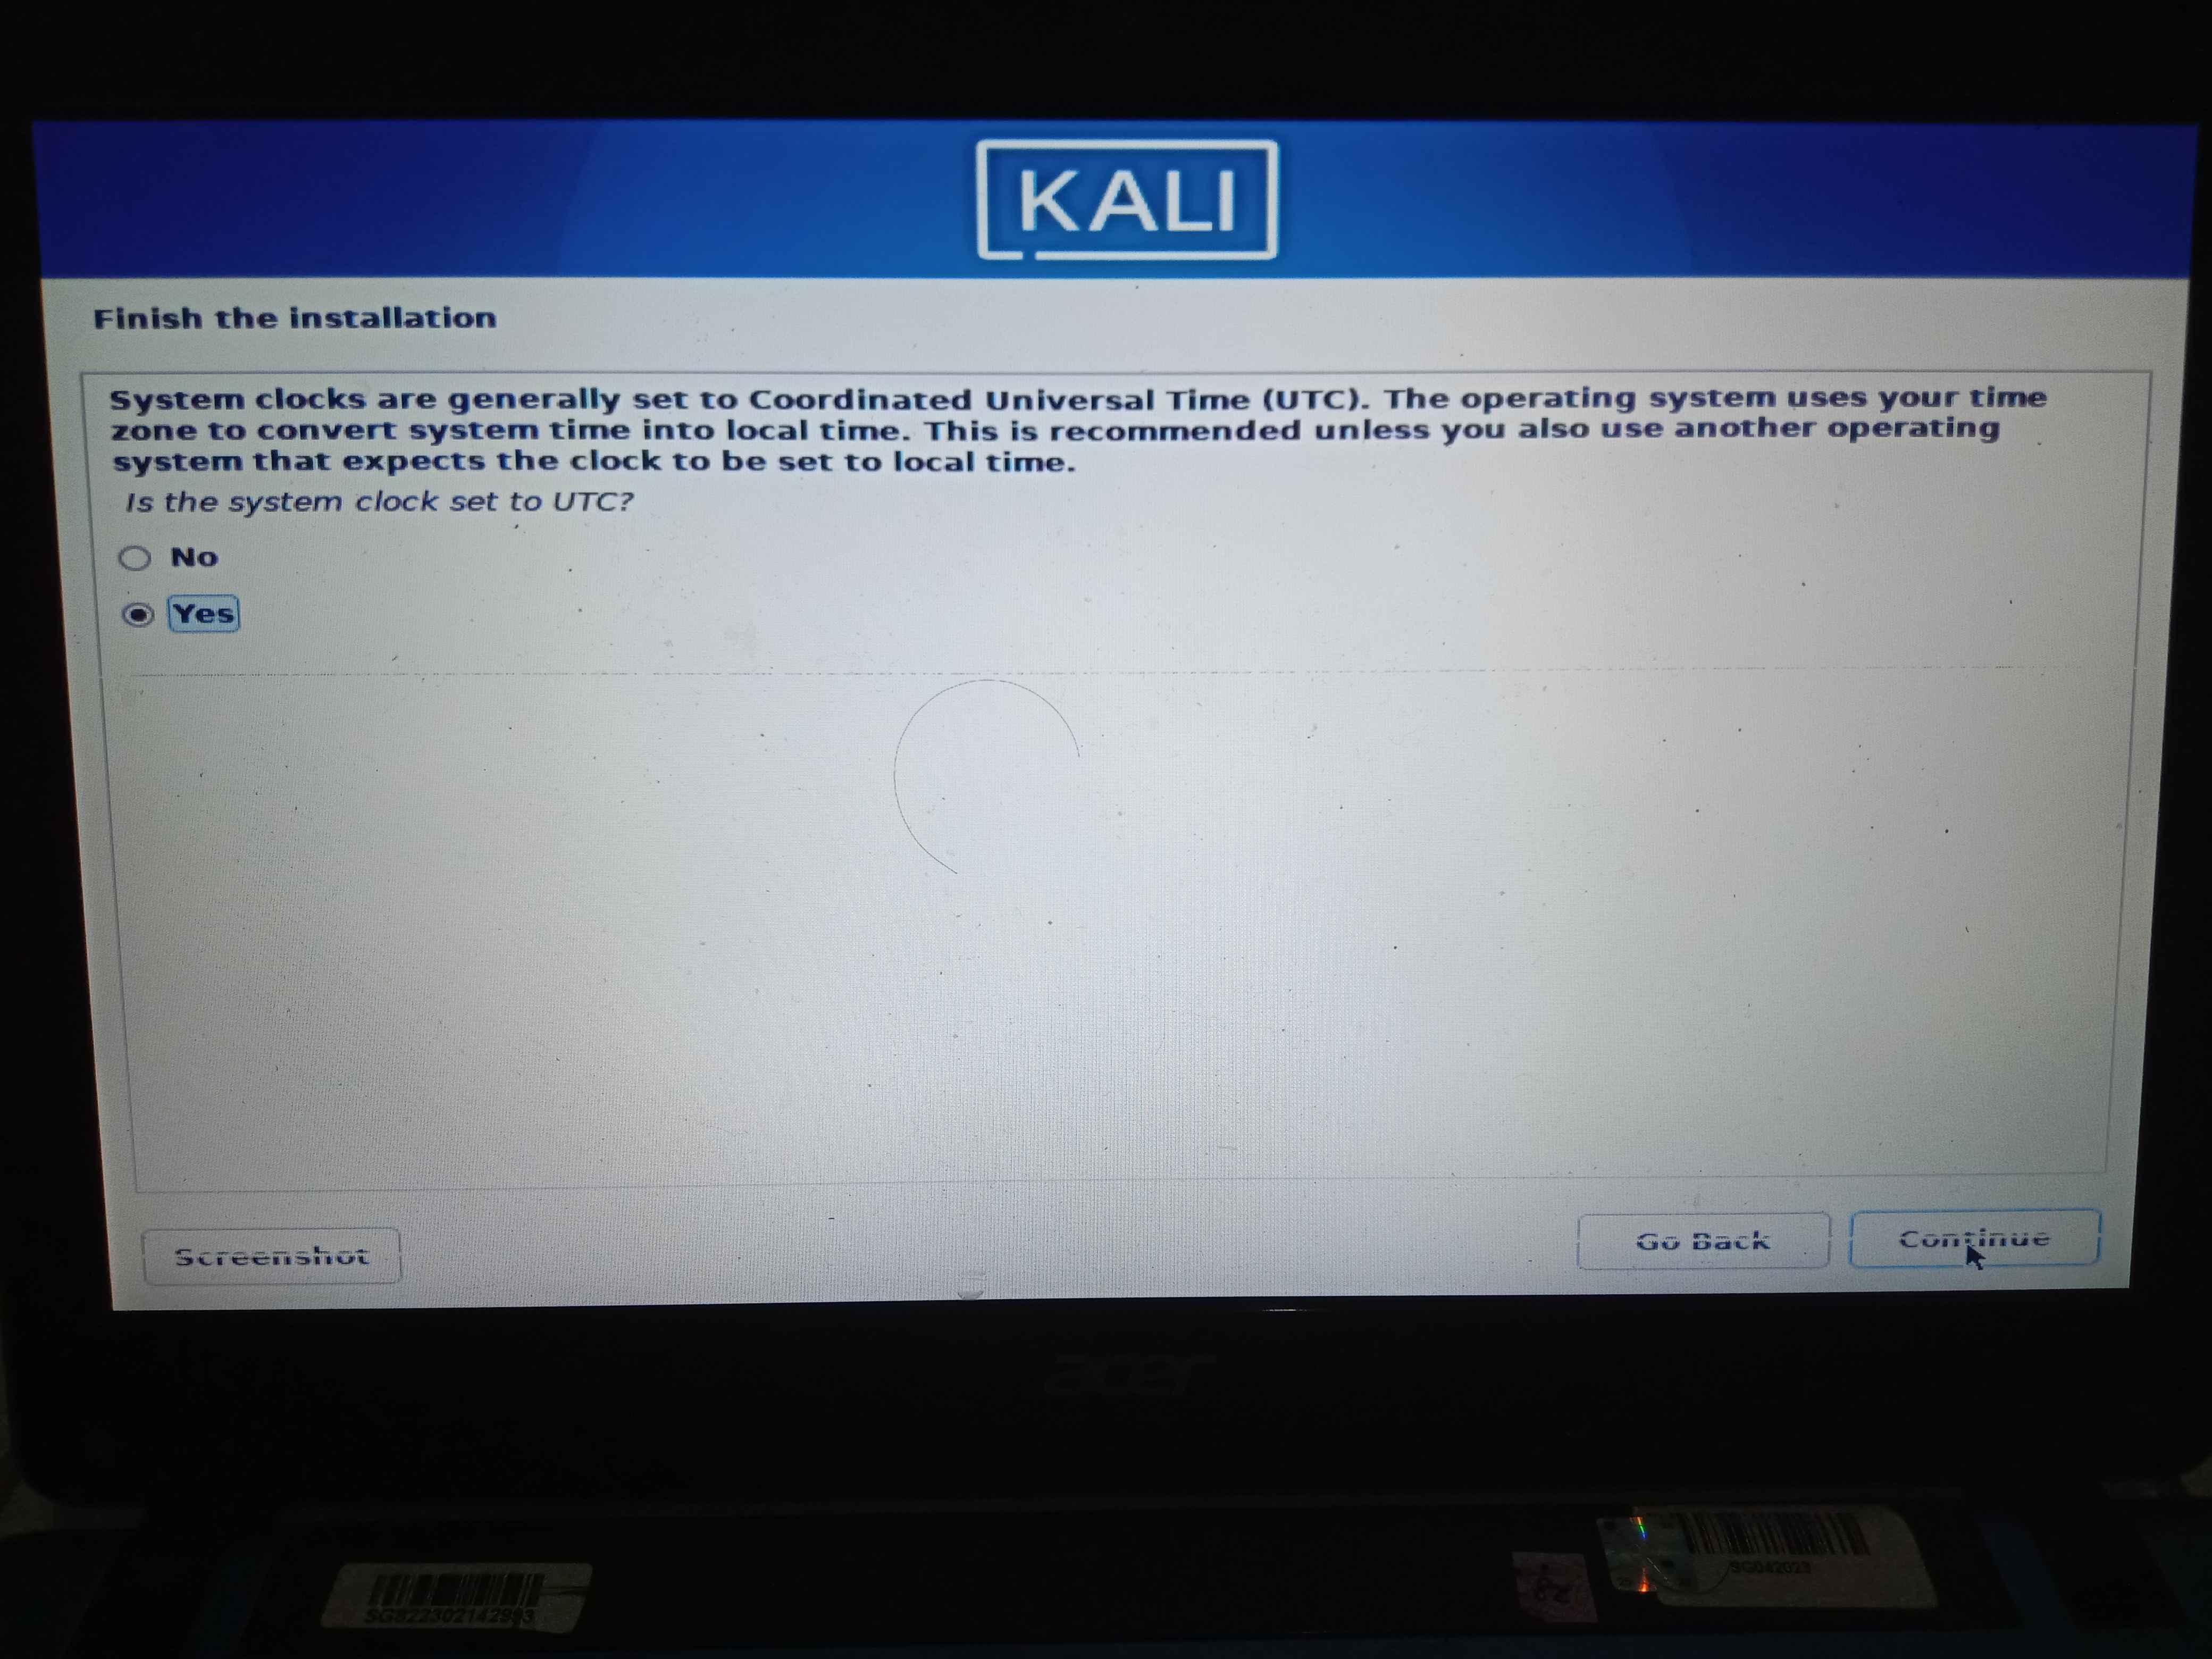 KALI
Finish the installation
System clocks are generally set to Coordinated Universal Time (UTC). The operating system uses your time
zone to convert system time into local time. This is recommended unless you also use another operating
system that expects the clock to be set to local time.
Is the system clock set to UTC?
No
Yes
Screenshot
Go Back
Continue
acer
SG042023